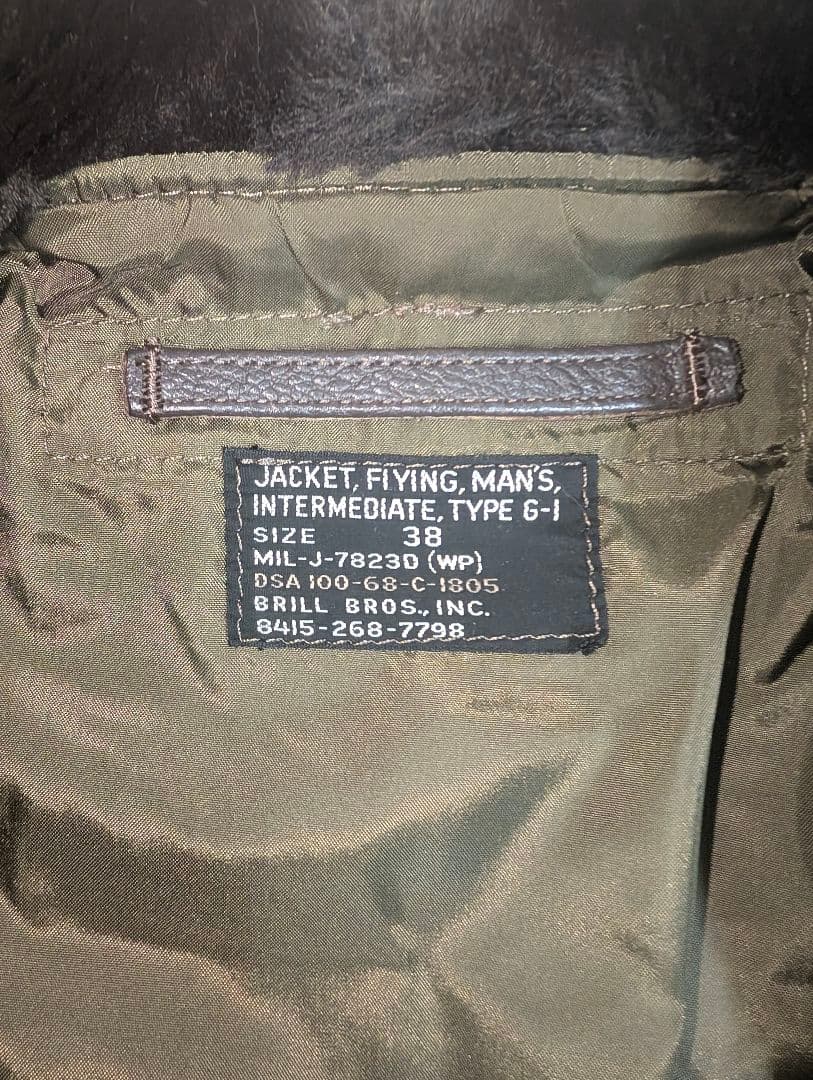 JACKET, FLYING, MAN'S,
INTERMEDIATE, TYPE G-1
SIZE 38
MIL-J-7823D (WP)
DSA 100-68-C-1805
BRILL BROS., INC.
8415-268-7798